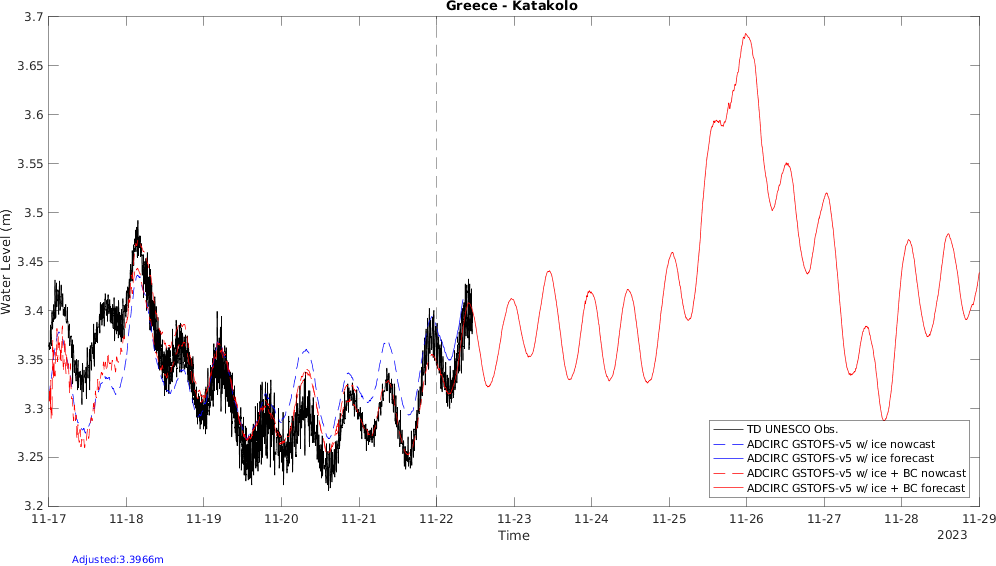 Greece - Katakolo
Water Level (m)
3.7
3.65
3.6
3.55
3.5
3.45
3.4
3.35
3.3
3.25
3.2
TD UNESCO Obs.
ADCIRC GSTOFS-v5 w/ ice nowcast
ADCIRC GSTOFS-v5 w/ ice forecast
ADCIRC GSTOFS-v5 w/ ice + BC nowcast
ADCIRC GSTOFS-v5 w/ ice + BC forecast
11-17 11-18 11-19 11-20 11-21 11-22 11-23 11-24 11-25 11-26 11-27 11-28 11-29
Time
2023
Adjusted:3.3966m